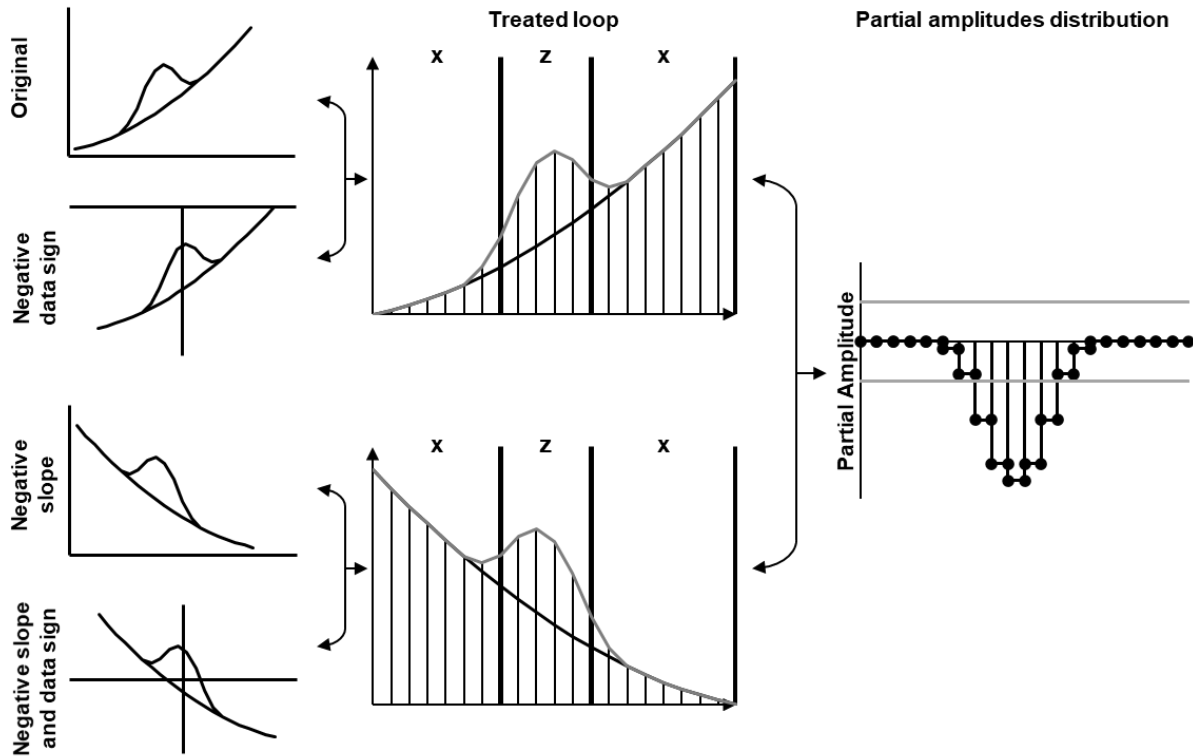 Treated loop
Partial amplitudes distribution
Original
x
z
x
Negative
data sign
Partial Amplitude
Negative
slope
x
z
x
Negative slope
and data sign